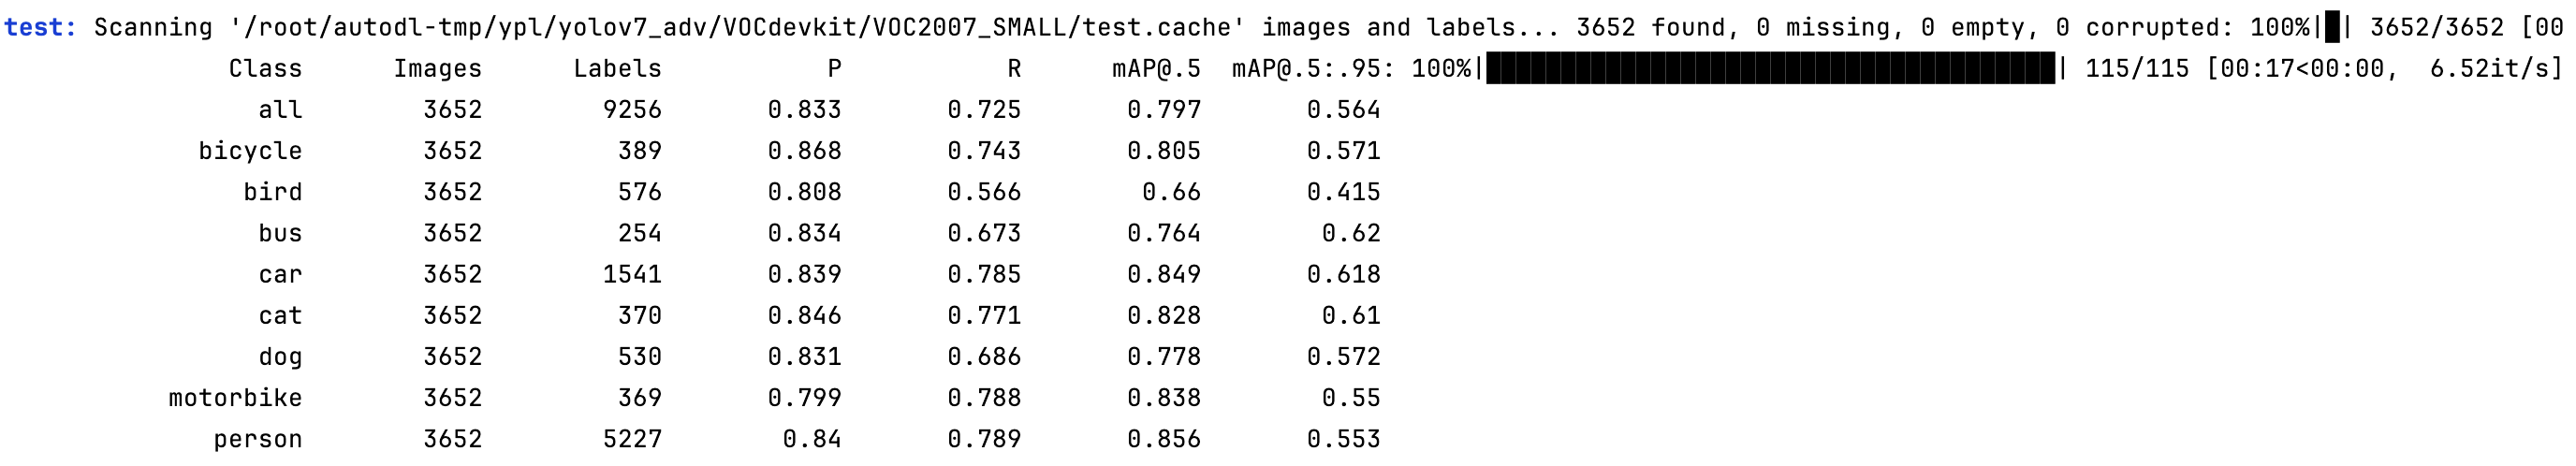 test: Scanning '/root/autodl-tmp/ypl/yolov7_adv/VOCdevkit/VOC2007_SMALL/test.cache' images and labels... 3652 found, 0 missing, 0 empty, 0 corrupted: 100%|█| 3652/3652 [00
Class Images Labels P R mAP@.5 mAP@.5:.95: 100%|██████████████████████████████████████| 115/115 [00:17<00:00, 6.52it/s]
all 3652 9256 0.833 0.725 0.797 0.564
bicycle 3652 389 0.868 0.743 0.805 0.571
bird 3652 576 0.808 0.566 0.66 0.415
bus 3652 254 0.834 0.673 0.764 0.62
car 3652 1541 0.839 0.785 0.849 0.618
cat 3652 370 0.846 0.771 0.828 0.61
dog 3652 530 0.831 0.686 0.778 0.572
motorbike 3652 369 0.799 0.788 0.838 0.55
person 3652 5227 0.84 0.789 0.856 0.553